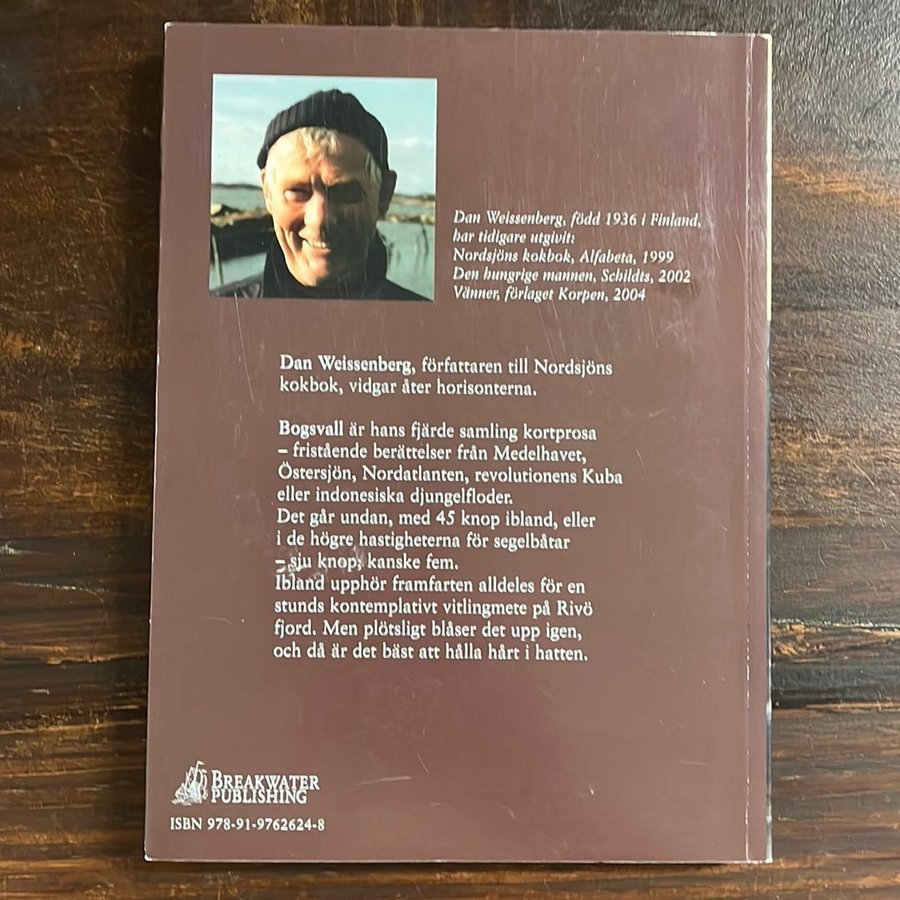 Dan Weissenberg, född 1936 i Finland,
har tidigare utgivit:
Nordsjöns kokbok, Alfabeta, 1999
Den hungrige mannen, Schildts, 2002
Vänner, förlaget Korpen, 2004
Dan Weissenberg, författaren till Nordsjöns
kokbok, vidgar åter horisonterna.
Bogsvall är hans fjärde samling kortprosa
– fristående berättelser från Medelhavet,
Östersjön, Nordatlanten, revolutionens Kuba
eller indonesiska djungelfloder.
Det går undan, med 45 knop ibland, eller
i de högre hastigheterna för segelbåtar
– sju knop; kanske fem.
Ibland upphör framfarten alldeles för en
stunds kontemplativt vitlingmete på Rivö
fjord. Men plötsligt blåser det upp igen,
och då är det bäst att hålla hårt i hatten.
BREAKWATER
PUBLISHING
ISBN 978-91-9762624-8